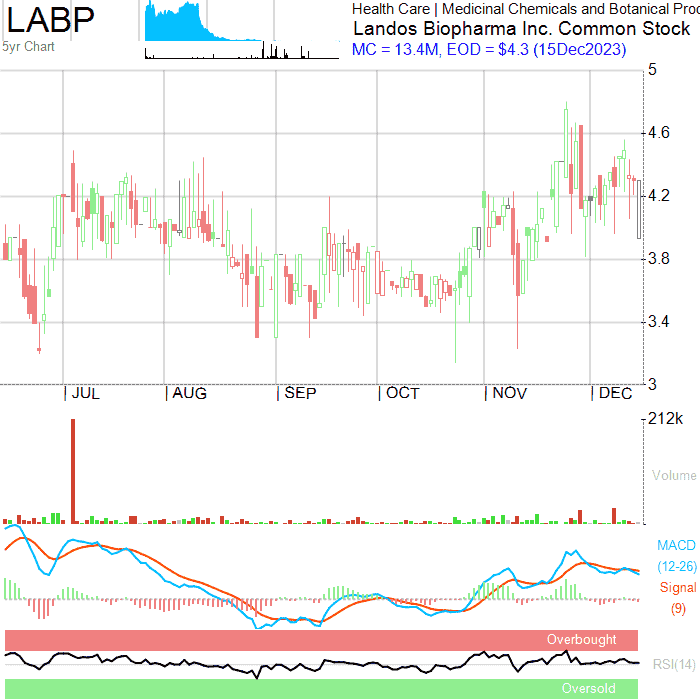 LABP
5yr Chart
Health Care | Medicinal Chemicals and Botanical Proc
Landos Biopharma Inc. Common Stock
MC = 13.4M, EOD = $4.3 (15Dec2023)
5
4.6
4.2
3.8
3.4
3
| JUL | AUG | SEP | OCT | NOV | DEC
212k
Volume
MACD
(12-26)
Signal
(9)
Overbought
RSI(14)
Oversold